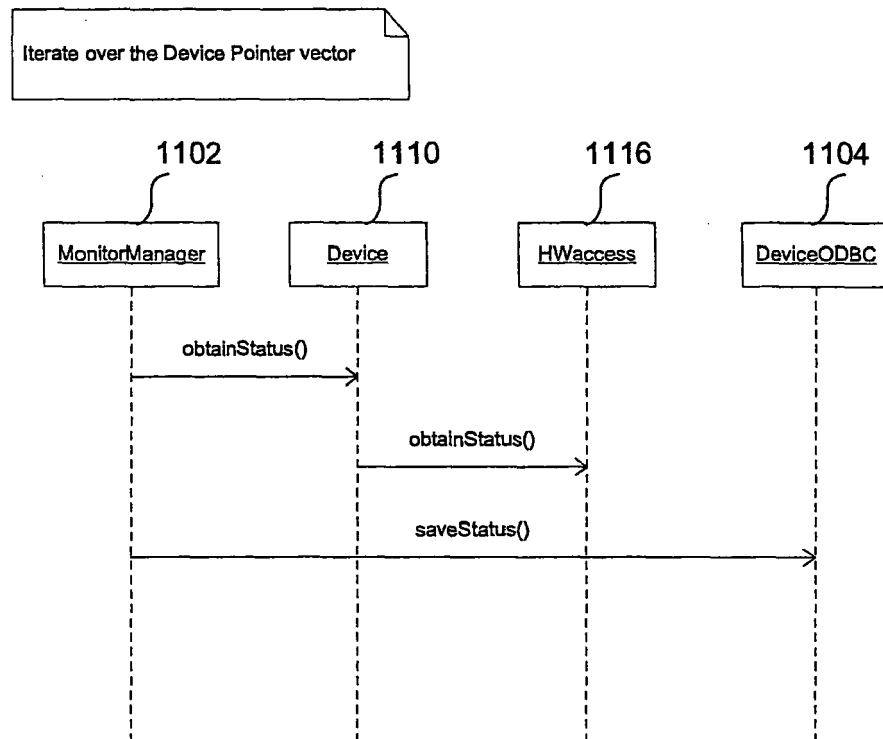 Iterate over the Device Pointer vector
1102 1110 1116 1104
MonitorManager Device HWaccess DeviceODBC
obtainStatus()
obtainStatus()
saveStatus()